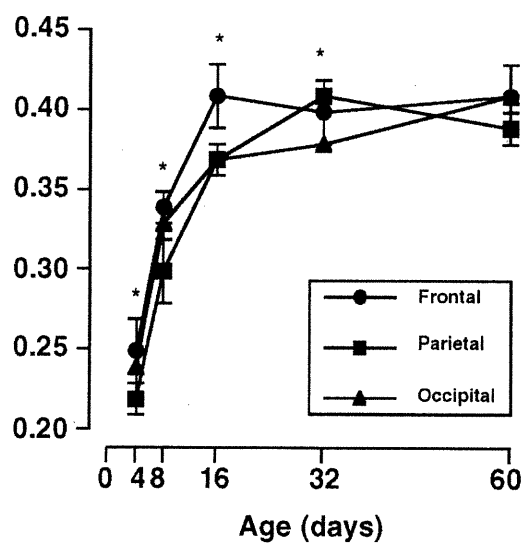 0.45
0.40
0.35
0.30
0.25
0.20
*
*
*
*
Frontal
Parietal
Occipital
0 4 8 16 32 60
Age (days)